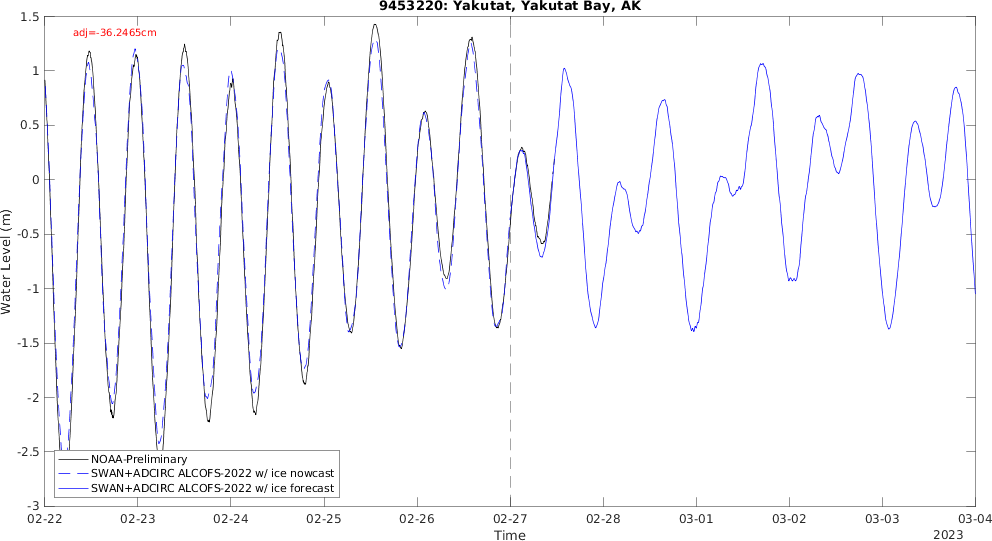 9453220: Yakutat, Yakutat Bay, AK
adj=-36.2465cm
1.5
1
0.5
0
-0.5
-1
-1.5
-2
-2.5
-3
Water Level (m)
NOAA-Preliminary
SWAN+ADCIRC ALCOFS-2022 w/ ice nowcast
SWAN+ADCIRC ALCOFS-2022 w/ ice forecast
02-22 02-23 02-24 02-25 02-26 02-27 02-28 03-01 03-02 03-03 03-04
Time
2023